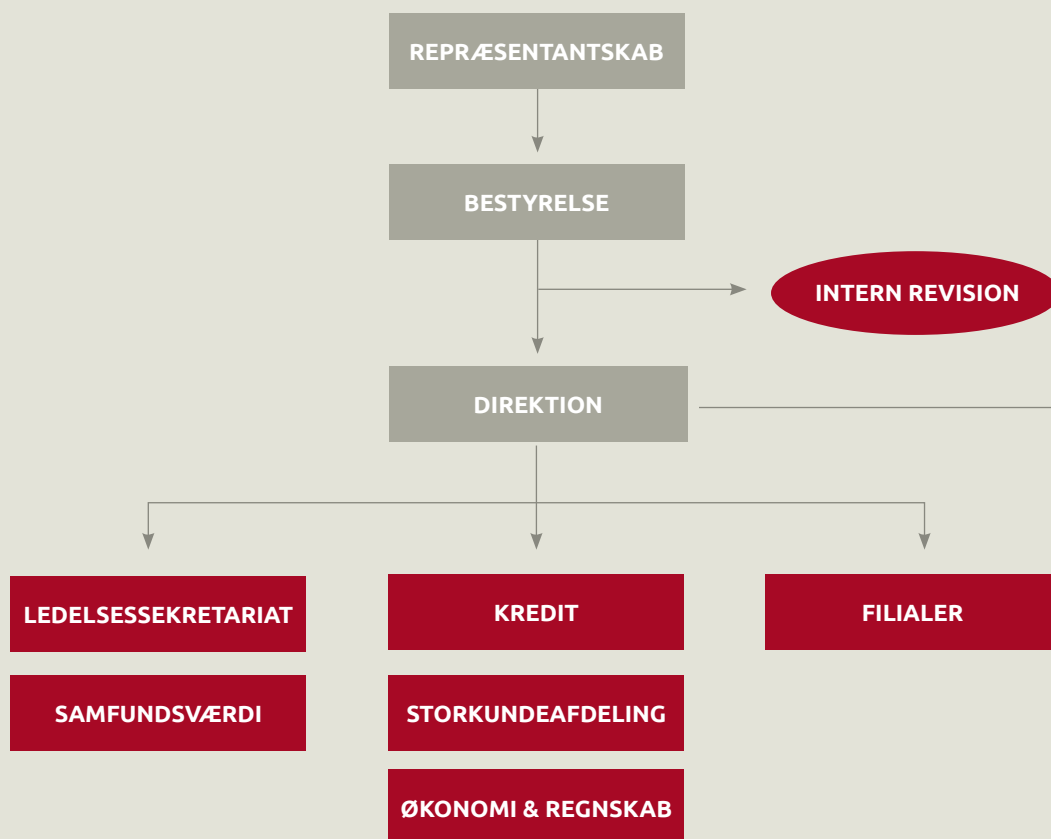 REPRÆSENTANTSKAB
BESTYRELSE
INTERN REVISION
DIREKTION
LEDELSESSEKRETARIAT
KREDIT
FILIALER
SAMFUNDSVÆRDI
STORKUNDEAFDELING
ØKONOMI & REGNSKAB